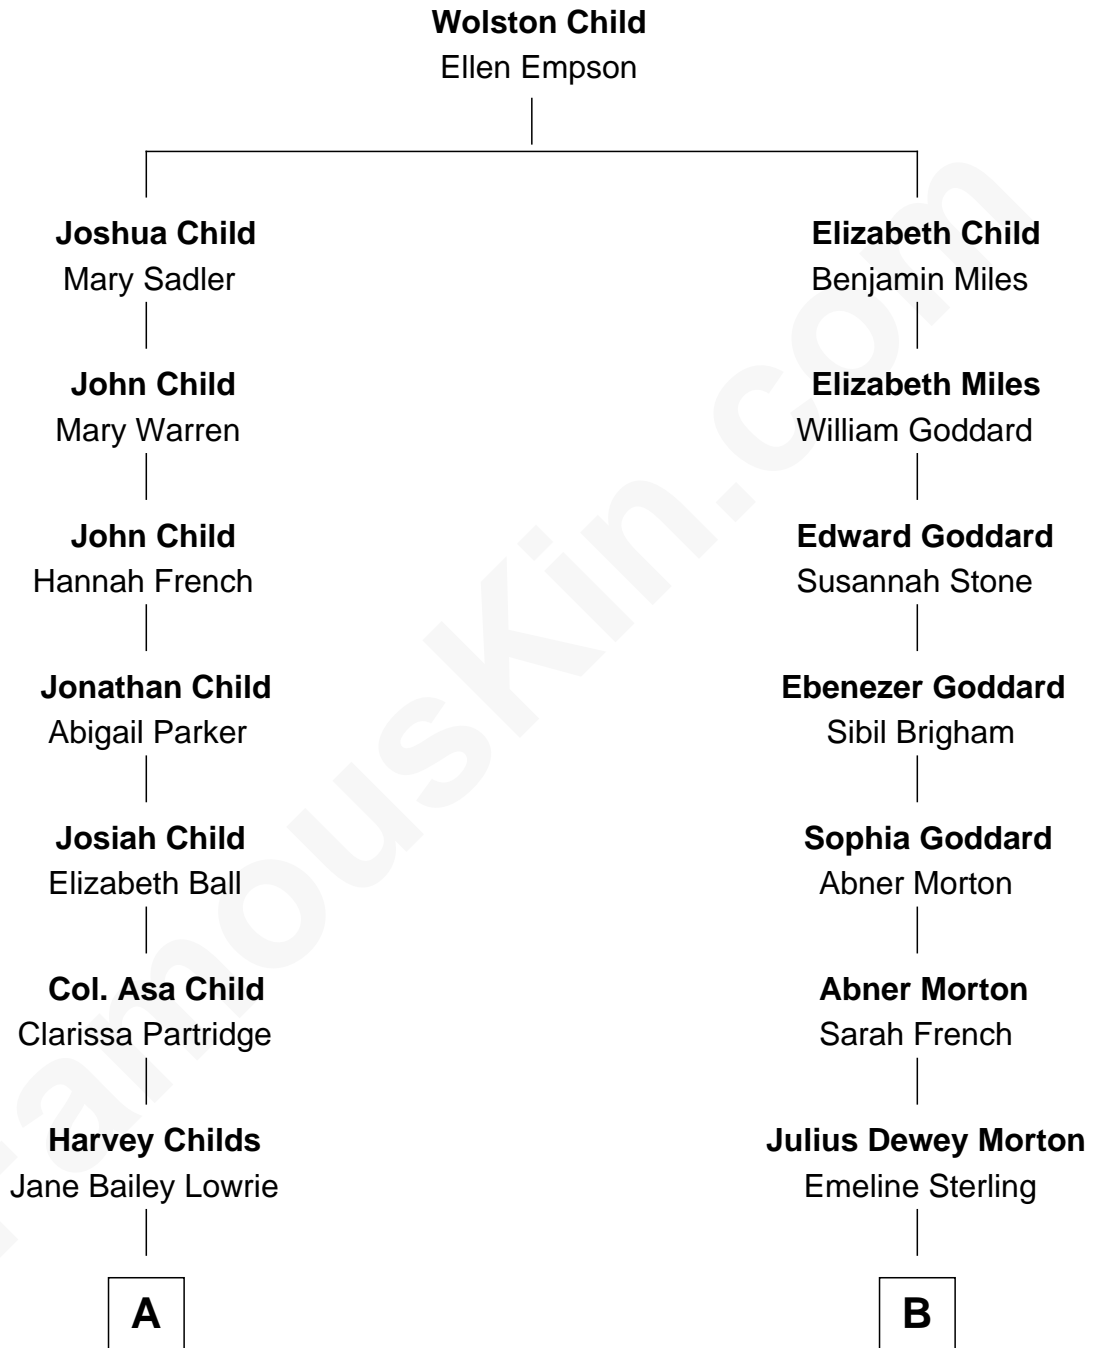 Wolston Child
Ellen Empson
Joshua Child
Mary Sadler
Elizabeth Child
Benjamin Miles
John Child
Mary Warren
Elizabeth Miles
William Goddard
John Child
Hannah French
Edward Goddard
Susannah Stone
Jonathan Child
Abigail Parker
Ebenezer Goddard
Sibil Brigham
Josiah Child
Elizabeth Ball
Sophia Goddard
Abner Morton
Col. Asa Child
Clarissa Partridge
Abner Morton
Sarah French
Harvey Childs
Jane Bailey Lowrie
Julius Dewey Morton
Emeline Sterling
A
B
FamousKin.com